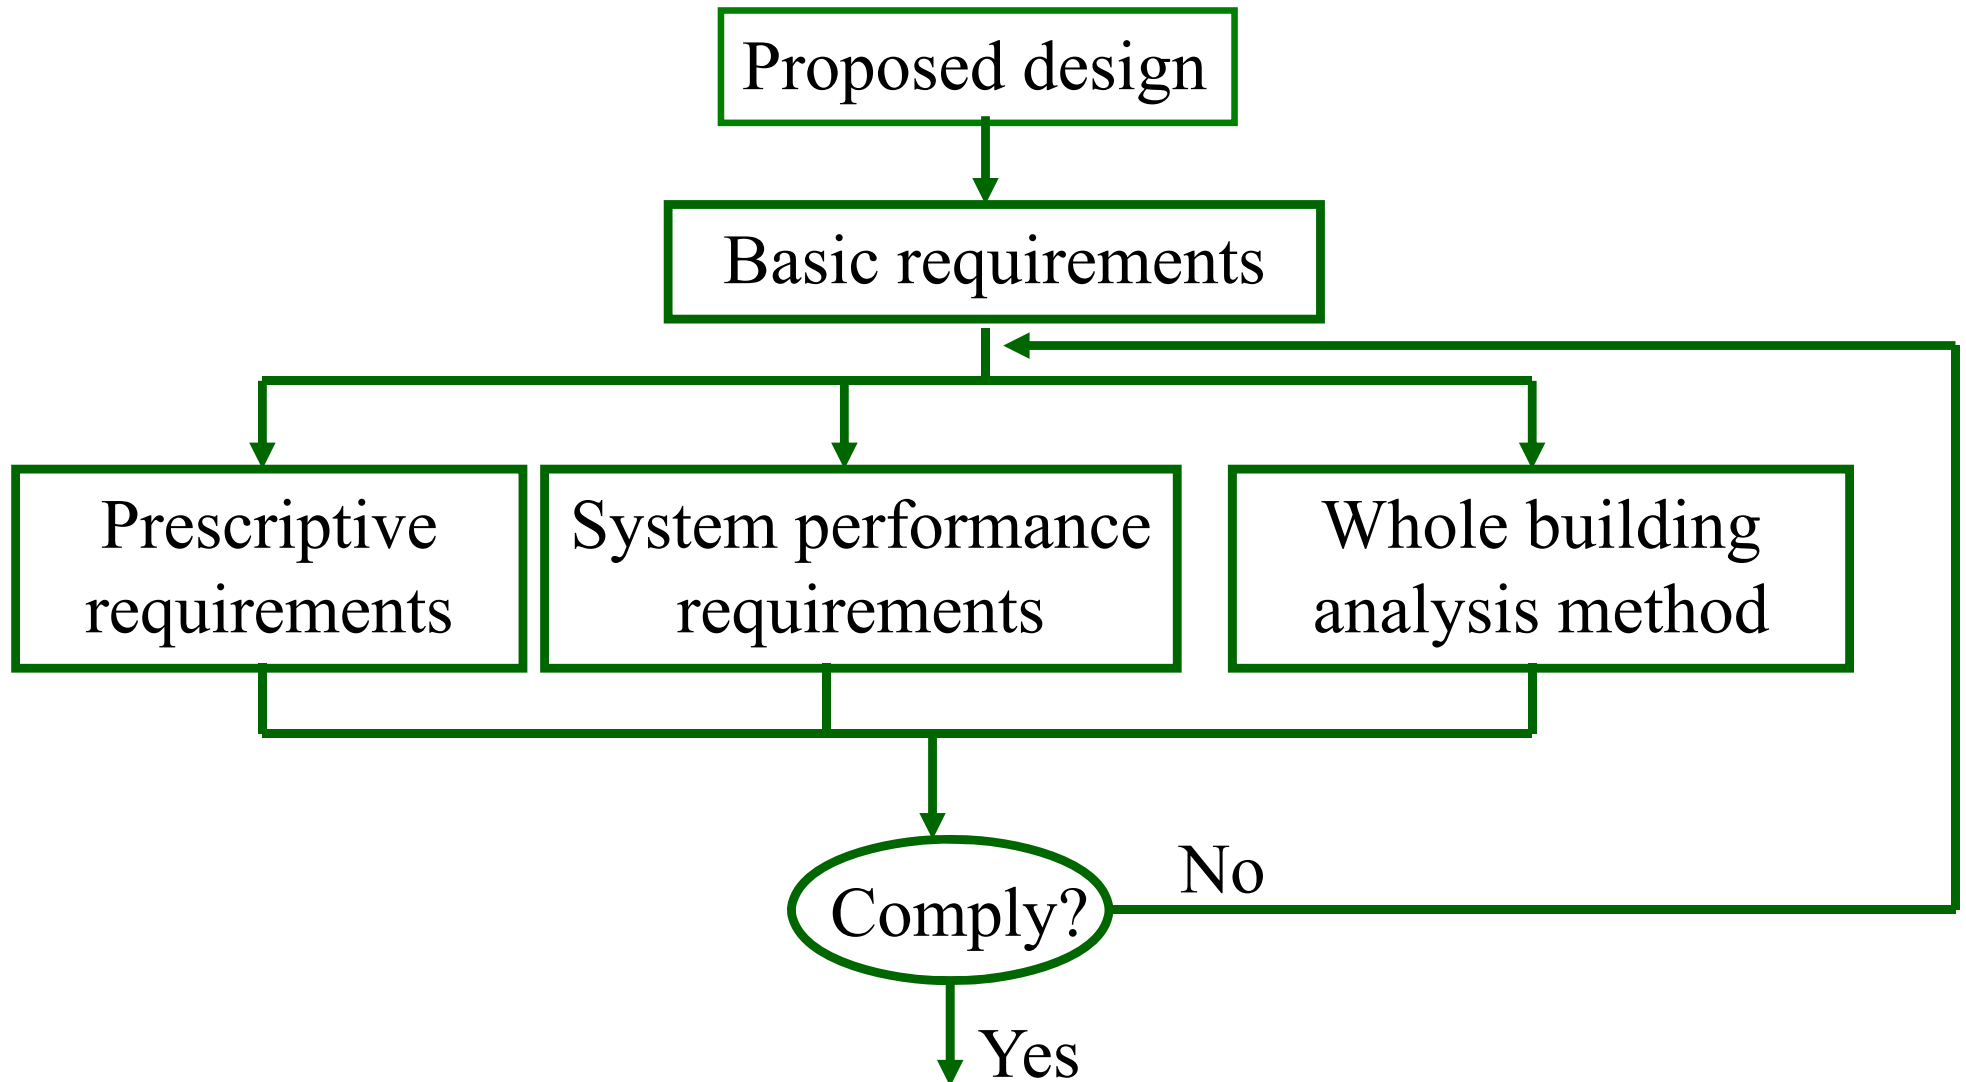 Proposed design
Basic requirements
Prescriptive
requirements
System performance
requirements
Whole building
analysis method
No
Comply?
Yes